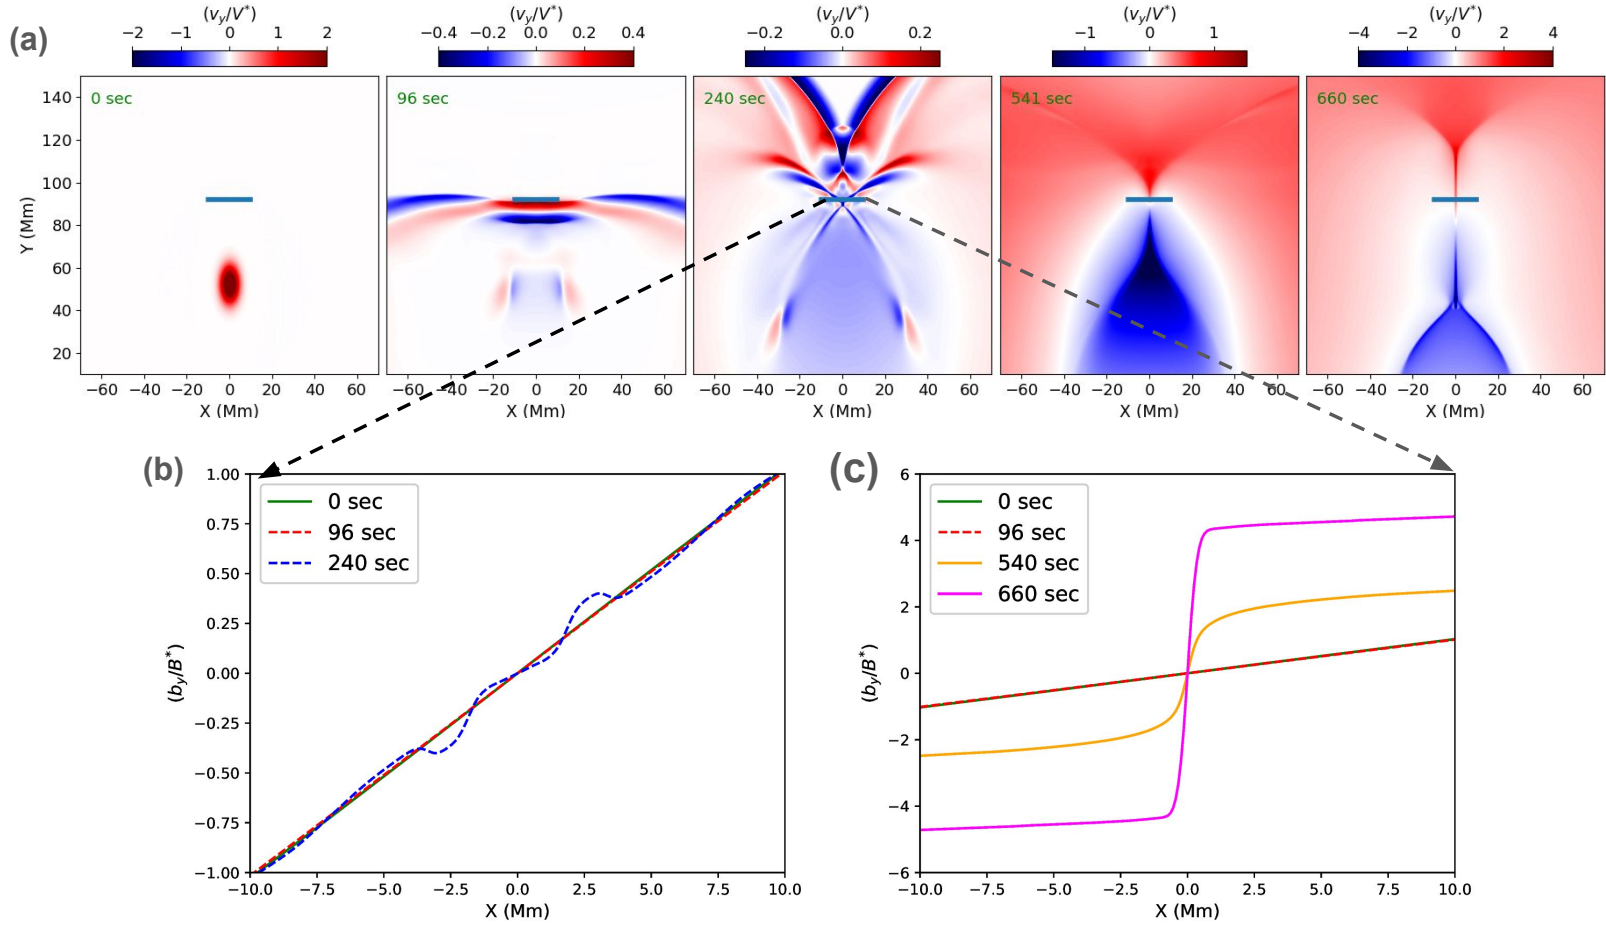 (a)
(v_y/V*) (v_y/V*) (v_y/V*) (v_y/V*) (v_y/V*)
−2 −1 0 1 2 −0.4 −0.2 0.0 0.2 0.4 −0.2 0.0 0.2 −1 0 1 −4 −2 0 2 4
0 sec 96 sec 240 sec 541 sec 660 sec
140
120
100
80
60
40
20
Y (Mm)
−60 −40 −20 0 20 40 60 −60 −40 −20 0 20 40 60 −60 −40 −20 0 20 40 60 −60 −40 −20 0 20 40 60 −60 −40 −20 0 20 40 60
X (Mm) X (Mm) X (Mm) X (Mm) X (Mm)
(b)
0 sec
96 sec
240 sec
1.00
0.75
0.50
0.25
0.00
−0.25
−0.50
−0.75
−1.00
(b_y/B*)
−10.0 −7.5 −5.0 −2.5 0.0 2.5 5.0 7.5 10.0
X (Mm)
(c)
0 sec
96 sec
540 sec
660 sec
6
4
2
0
−2
−4
−6
(b_y/B*)
−10.0 −7.5 −5.0 −2.5 0.0 2.5 5.0 7.5 10.0
X (Mm)